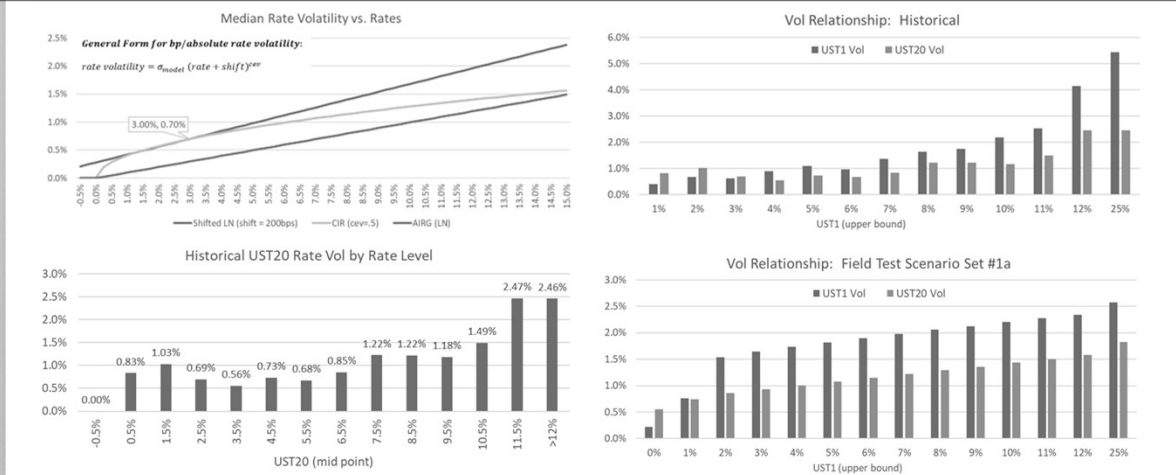 Median Rate Volatility vs. Rates
2.5%
2.0%
1.5%
1.0%
0.5%
0.0%
General Form for bp/absolute rate volatility:
rate volatility = σmodel (rate + shift)cev
3.00%, 0.70%
-0.5% 0.0% 0.5% 1.0% 1.5% 2.0% 2.5% 3.0% 3.5% 4.0% 4.5% 5.0% 5.5% 6.0% 6.5% 7.0% 7.5% 8.0% 8.5% 9.0% 9.5% 10.0% 10.5% 11.0% 11.5% 12.0% 12.5% 13.0% 13.5% 14.0% 14.5% 15.0%
Shifted LN (shift = 200bps) CIR (cev=.5) AIRG (LN)
Vol Relationship: Historical
UST1 Vol UST20 Vol
6.0%
5.0%
4.0%
3.0%
2.0%
1.0%
0.0%
1% 2% 3% 4% 5% 6% 7% 8% 9% 10% 11% 12% 25%
UST1 (upper bound)
Historical UST20 Rate Vol by Rate Level
3.0%
2.5%
2.0%
1.5%
1.0%
0.5%
0.0%
0.00% 0.83% 1.03% 0.69% 0.56% 0.73% 0.68% 0.85% 1.22% 1.22% 1.18% 1.49% 2.47% 2.46%
-0.5% 0.5% 1.5% 2.5% 3.5% 4.5% 5.5% 6.5% 7.5% 8.5% 9.5% 10.5% 11.5% >12%
UST20 (mid point)
Vol Relationship: Field Test Scenario Set #1a
UST1 Vol UST20 Vol
3.0%
2.5%
2.0%
1.5%
1.0%
0.5%
0.0%
0% 1% 2% 3% 4% 5% 6% 7% 8% 9% 10% 11% 12% 25%
UST1 (upper bound)